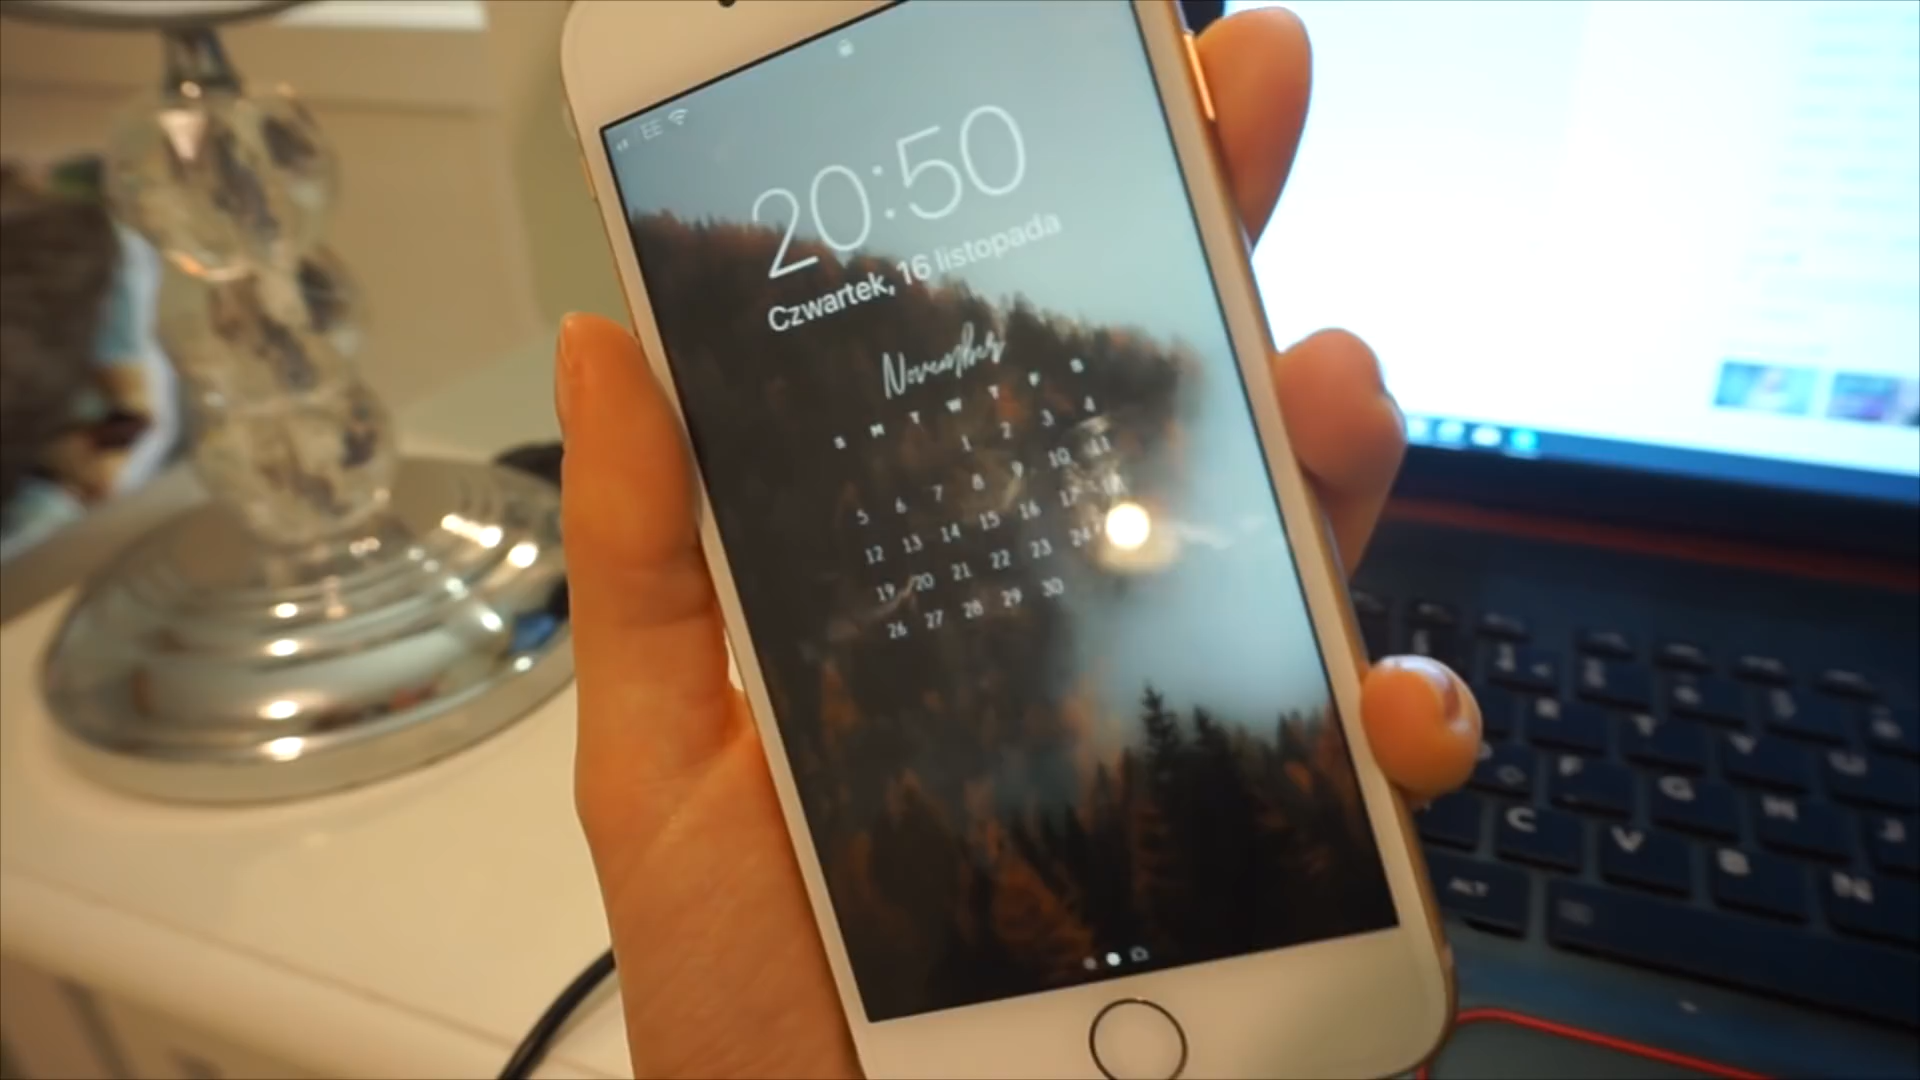 EE
20:50
Czwartek, 16 listopada
November
S M T W T F S
1 2 3 4
5 6 7 8 9 10 11
12 13 14 15 16 17 18
19 20 21 22 23 24
26 27 28 29 30
R T Y U
F G H J
C V B N
ALT